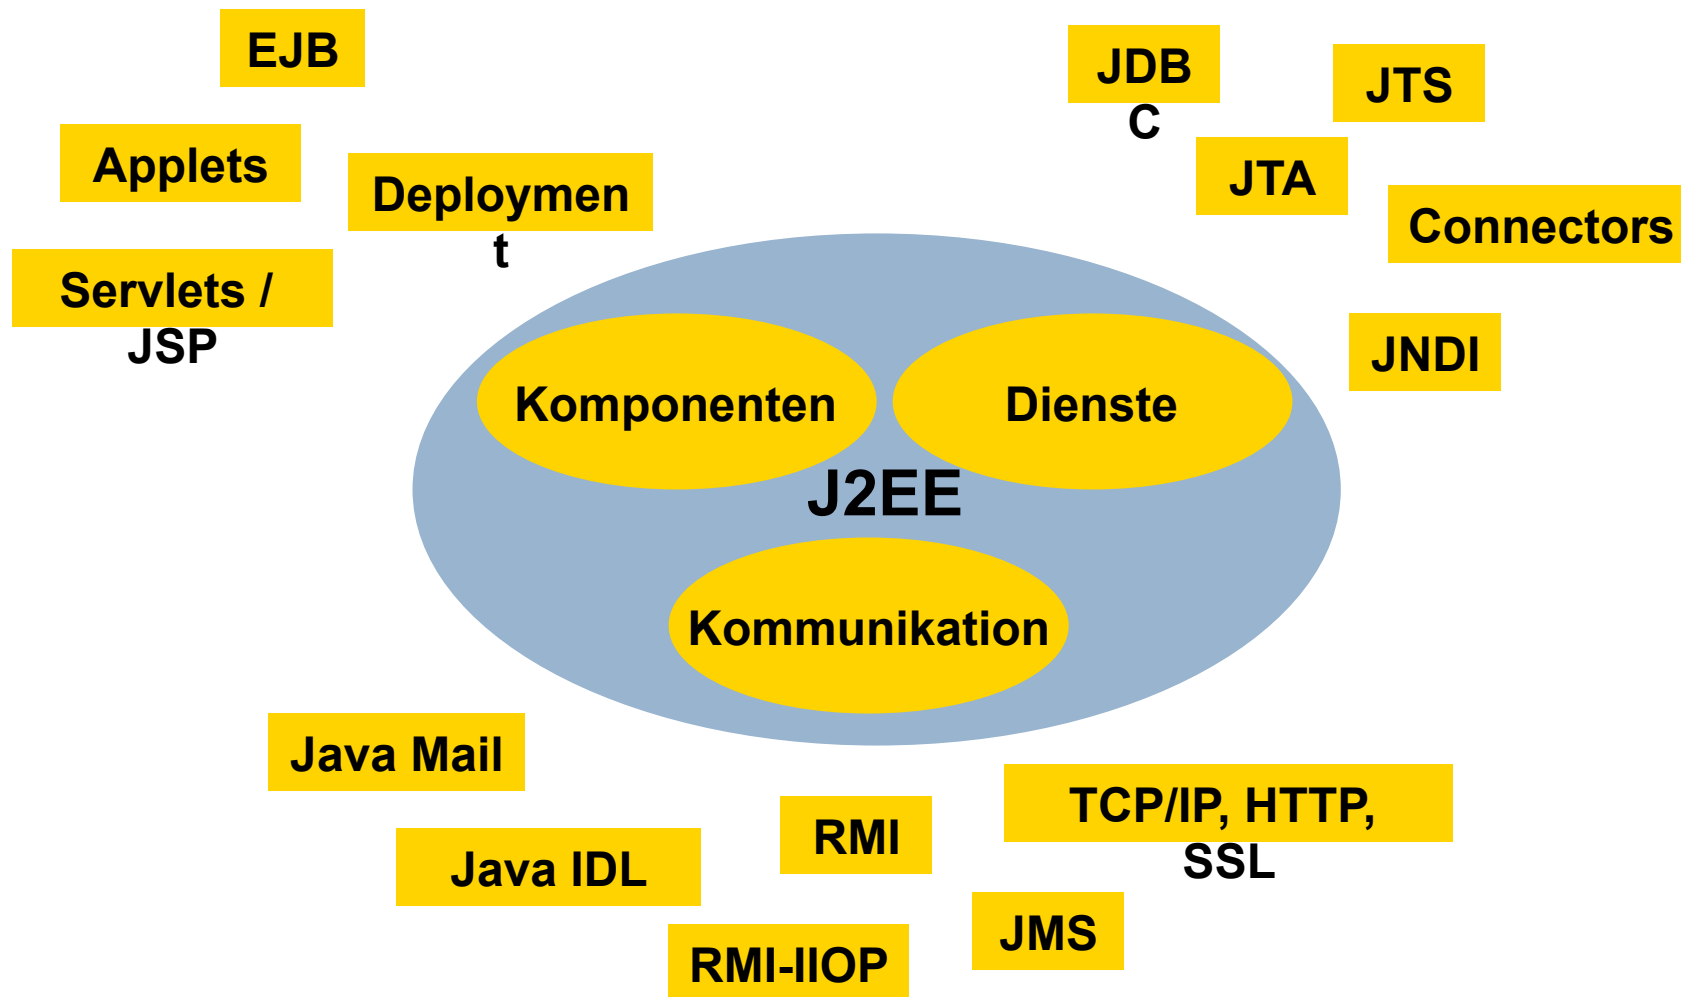 EJB
JDB
C
JTS
Applets
Deploymen
t
JTA
Connectors
Servlets /
JSP
JNDI
Komponenten
Dienste
J2EE
Kommunikation
Java Mail
TCP/IP, HTTP,
SSL
RMI
Java IDL
JMS
RMI-IIOP